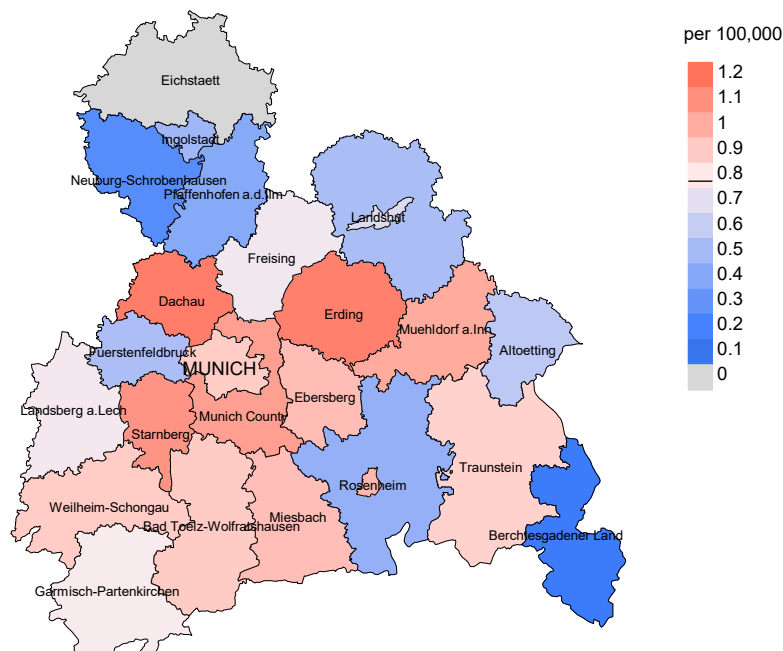 per 100,000
1.2
1.1
1
0.9
0.8
0.7
0.6
0.5
0.4
0.3
0.2
0.1
0
Eichstaett
Ingolstadt
Neuburg-Schrobenhausen
Pfaffenhofen a.d.Ilm
Landshut
Freising
Dachau
Erding
Muehldorf a.Inn
Altoetting
Fuerstenfeldbruck
MUNICH
Ebersberg
Landsberg a.Lech
Munich County
Starnberg
Traunstein
Rosenheim
Weilheim-Schongau
Miesbach
Bad Toelz-Wolfratshausen
Berchtesgadener Land
Garmisch-Partenkirchen